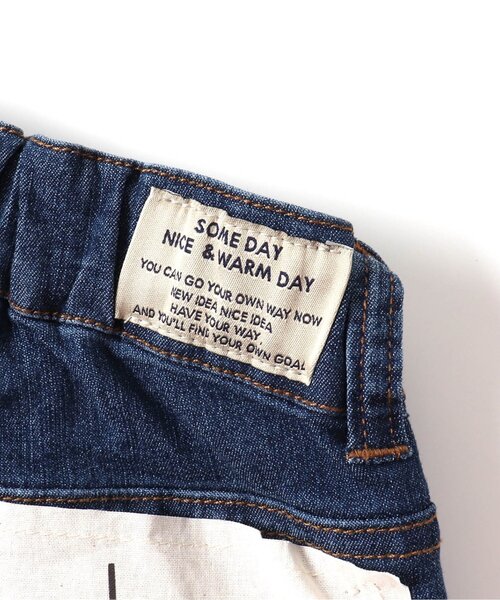 SOME DAY
NICE & WARM DAY
YOU CAN GO YOUR OWN WAY NOW
NEW IDEA NICE IDEA
HAVE YOUR WAY
AND YOU'LL FIND YOUR OWN GOAL